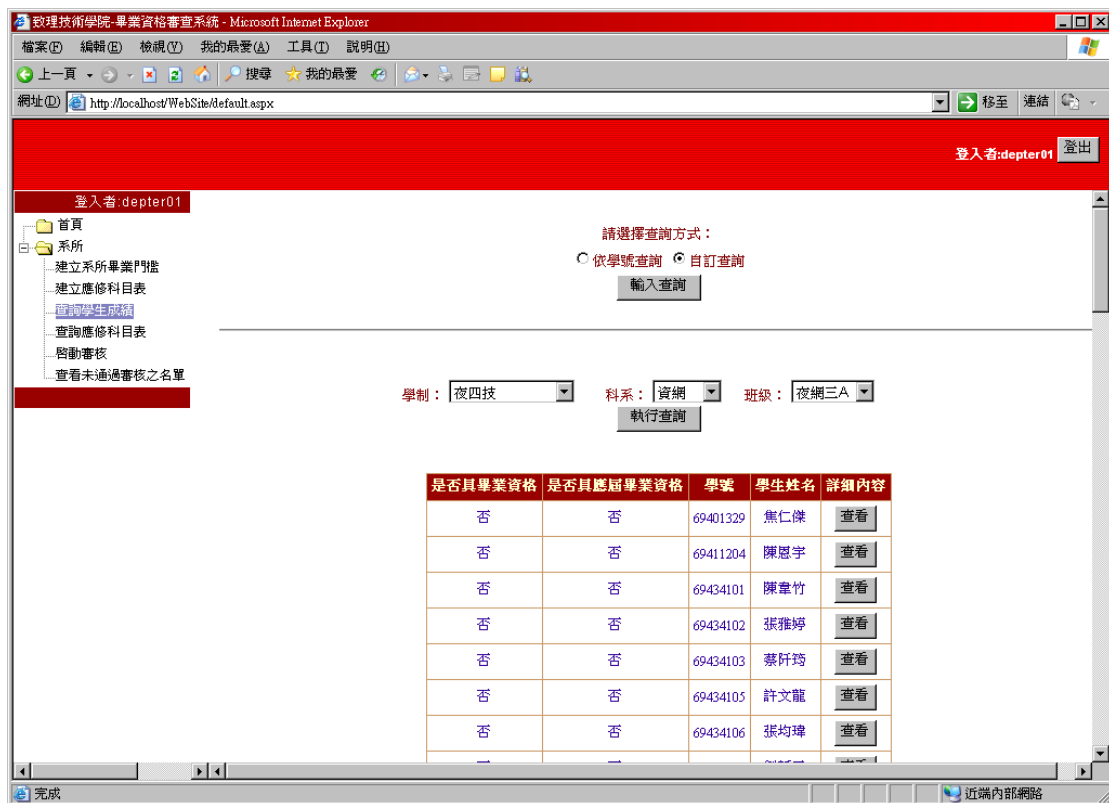 致理技術學院-畢業資格審查系統 - Microsoft Internet Explorer
檔案(F) 編輯(E) 檢視(V) 我的最愛(A) 工具(T) 說明(H)
上一頁 搜尋 我的最愛
網址(D) http://localhost/WebSite/default.aspx 移至 連結
登入者:depter01 登出
登入者:depter01
首頁
系所
建立系所畢業門檻
建立應修科目表
查詢學生成績
查詢應修科目表
啓動審核
查看未通過審核之名單
請選擇查詢方式：
依學號查詢 自訂查詢
輸入查詢
學制： 夜四技 科系： 資網 班級： 夜網三A
執行查詢
是否具畢業資格 是否具應屆畢業資格 學號 學生姓名 詳細內容
否 否 69401329 焦仁傑 查看
否 否 69411204 陳恩宇 查看
否 否 69434101 陳韋竹 查看
否 否 69434102 張雅婷 查看
否 否 69434103 蔡阡筠 查看
否 否 69434105 許文龍 查看
否 否 69434106 張均瑋 查看
完成 近端內部網路